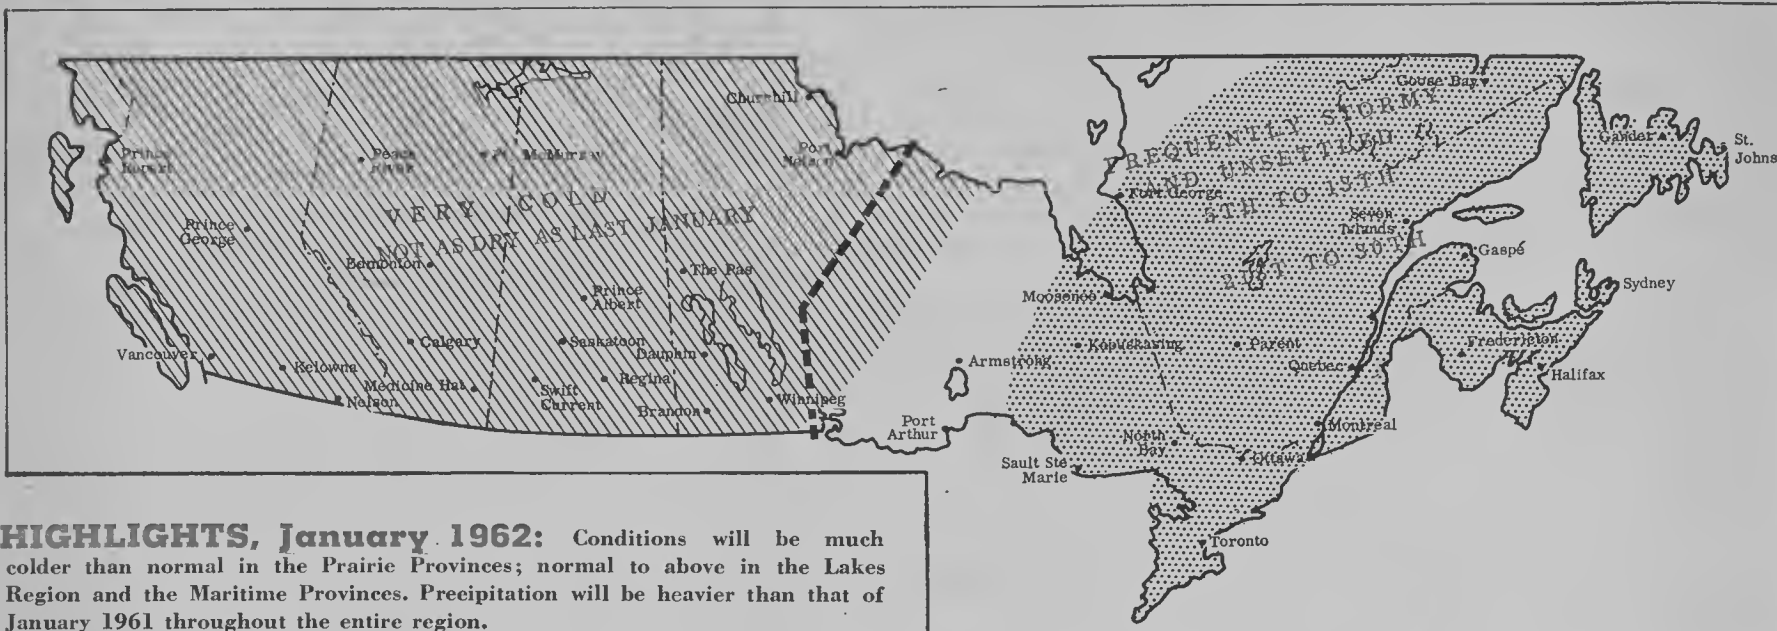 Churchill
Goose Bay
Gander
St.
Johns
Prince
Rupert
Peace
River
Ft. McMurray
Port
Nelson
FREQUENTLY STORMY
AND UNSETTLED
5TH TO 15TH
21ST TO 30TH
Fort George
Seven
Islands
Gaspé
Sydney
VERY COLD
NOT AS DRY AS LAST JANUARY
Prince
George
Edmonton
The Pas
Prince
Albert
Moosonee
Vancouver
Calgary
Saskatoon
Dauphin
Kapuskasing
Parent
Fredericton
Armstrong
Quebec
Halifax
Kelowna
Medicine Hat
Regina
Nelson
Swift
Current
Brandon
Winnipeg
Port
Arthur
Montreal
North
Bay
Ottawa
Sault Ste
Marie
Toronto
HIGHLIGHTS, January 1962: Conditions will be much
colder than normal in the Prairie Provinces; normal to above in the Lakes
Region and the Maritime Provinces. Precipitation will be heavier than that of
January 1961 throughout the entire region.